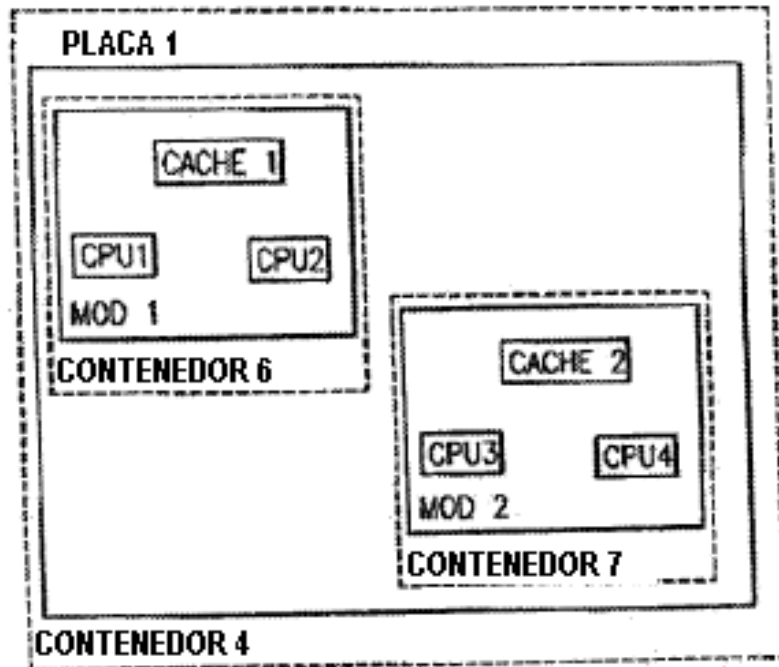 PLACA 1
CACHE 1
CPU1 CPU2
MOD 1
CONTENEDOR 6
CACHE 2
CPU3 CPU4
MOD 2
CONTENEDOR 7
CONTENEDOR 4